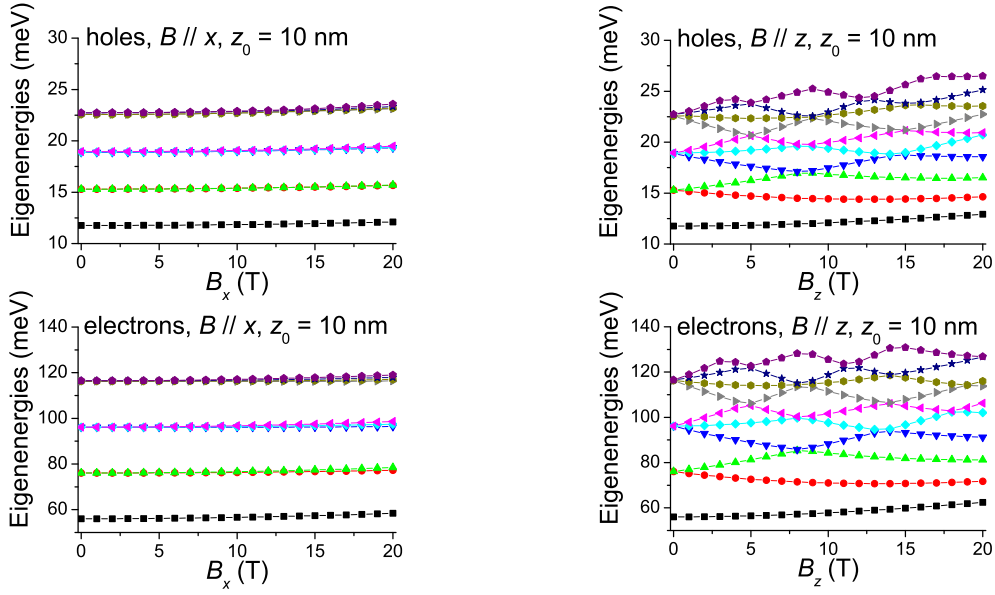 holes, B // x, z₀ = 10 nm
Eigenenergies (meV)
30
25
20
15
10
0 5 10 15 20
Bₓ (T)
holes, B // z, z₀ = 10 nm
Eigenenergies (meV)
30
25
20
15
10
0 5 10 15 20
B_z (T)
electrons, B // x, z₀ = 10 nm
Eigenenergies (meV)
140
120
100
80
60
0 5 10 15 20
Bₓ (T)
electrons, B // z, z₀ = 10 nm
Eigenenergies (meV)
140
120
100
80
60
0 5 10 15 20
B_z (T)